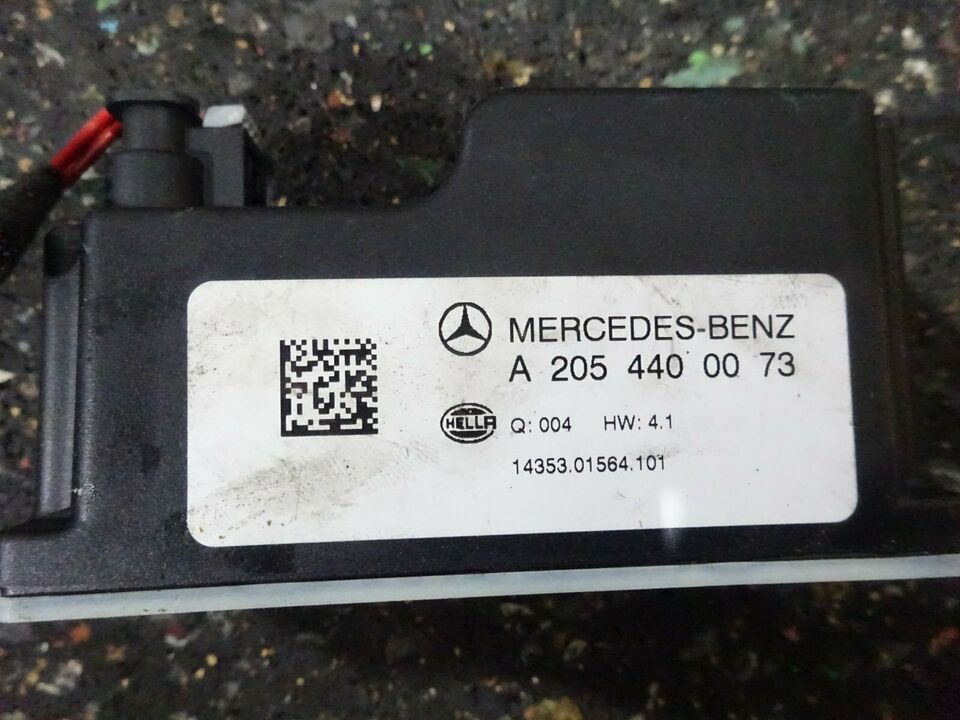 MERCEDES-BENZ
A 205 440 00 73
HELLA Q: 004 HW: 4.1
14353.01564.101